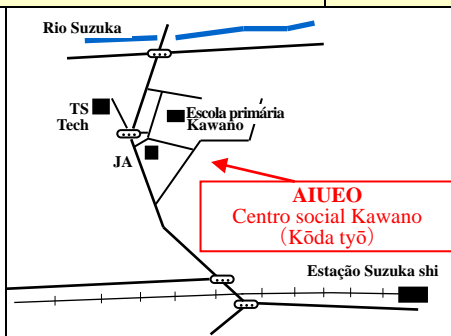 Rio Suzuka
TS
Tech
Escola primária
Kawano
JA
AIUEO
Centro social Kawano
(Kōda tyō)
Estação Suzuka shi